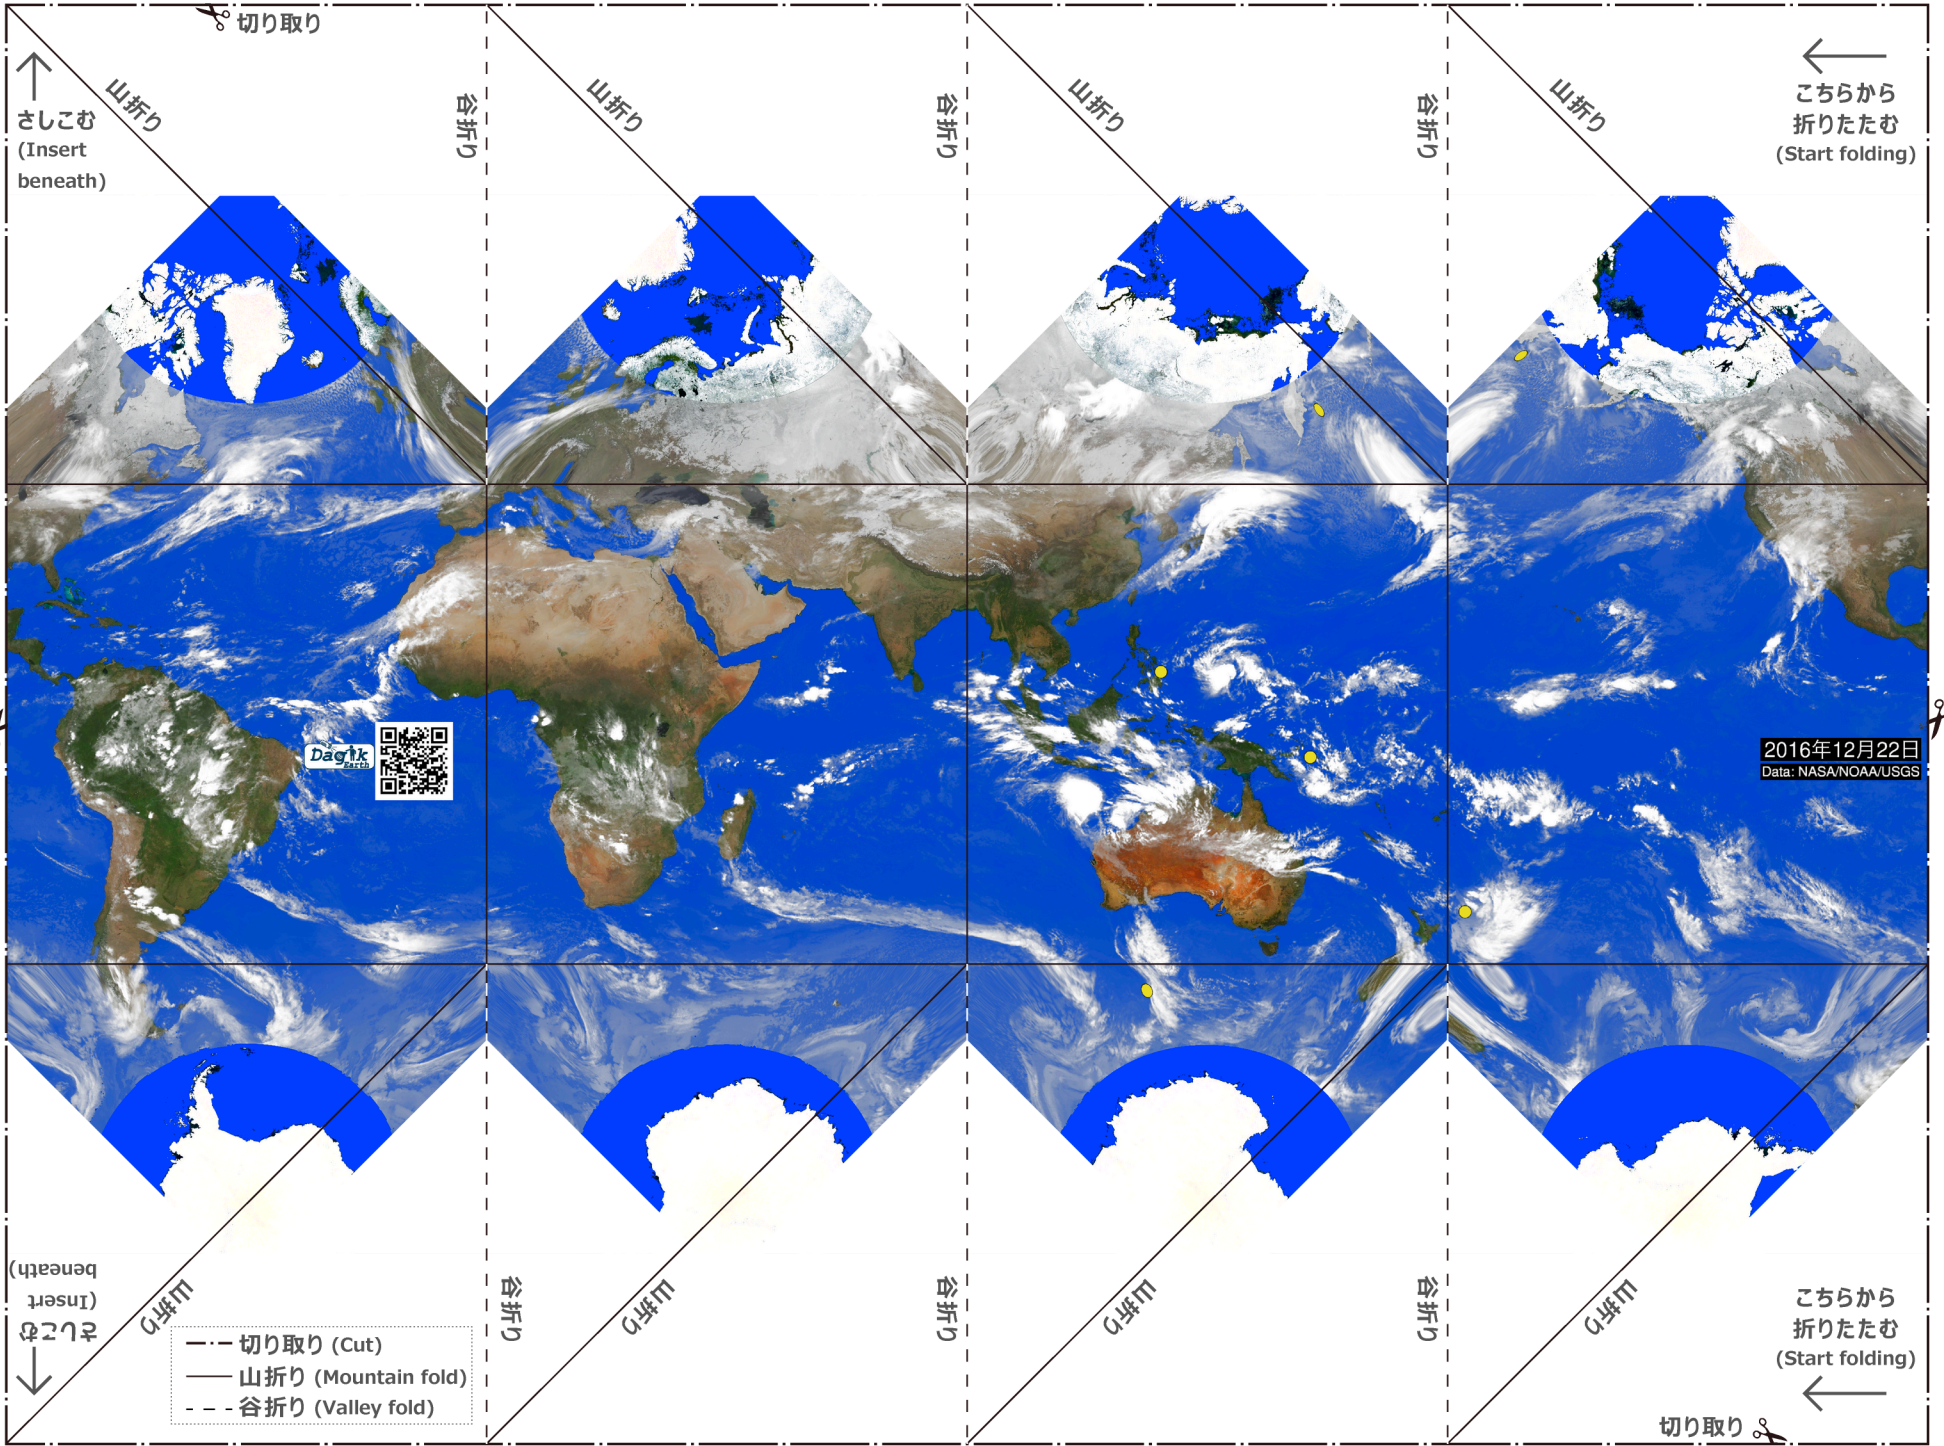 切り取り
山折り
谷折り
山折り
谷折り
山折り
谷折り
山折り
さしこむ
(Insert
beneath)
こちらから
折りたたむ
(Start folding)
Dagik
Earth
2016年12月22日
Data: NASA/NOAA/USGS
さしこむ
(Insert
beneath)
山折り
谷折り
山折り
谷折り
山折り
谷折り
山折り
こちらから
折りたたむ
(Start folding)
切り取り (Cut)
山折り (Mountain fold)
谷折り (Valley fold)
切り取り